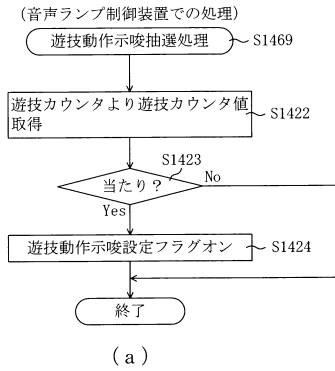 (音声ランプ制御装置での処理)
遊技動作示唆抽選処理 S1469
遊技カウンタより遊技カウンタ値
取得
S1422
S1423
当たり？ No
Yes
遊技動作示唆設定フラグオン S1424
終了
(a)